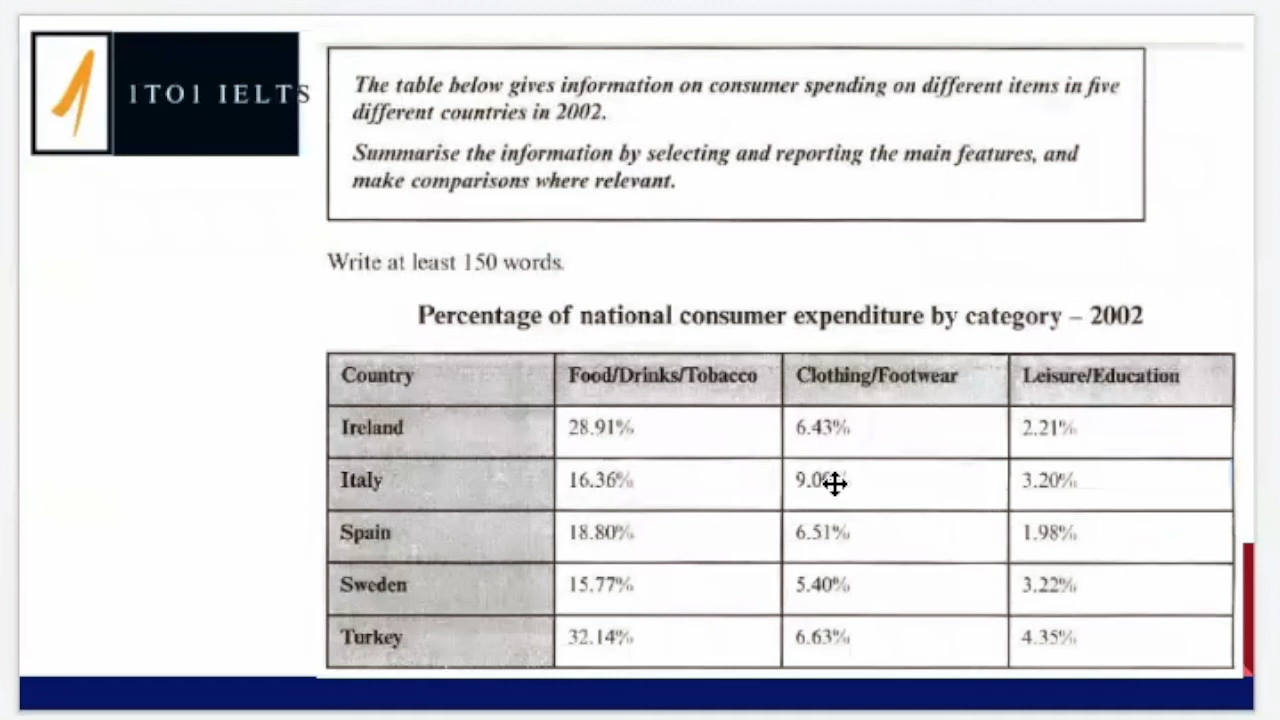 1TO1 IELTS
The table below gives information on consumer spending on different items in five
different countries in 2002.
Summarise the information by selecting and reporting the main features, and
make comparisons where relevant.
Write at least 150 words.
Percentage of national consumer expenditure by category – 2002
Country Food/Drinks/Tobacco Clothing/Footwear Leisure/Education
Ireland 28.91% 6.43% 2.21%
Italy 16.36% 3.20%
Spain 18.80% 6.51% 1.98%
Sweden 15.77% 5.40% 3.22%
Turkey 32.14% 6.63% 4.35%